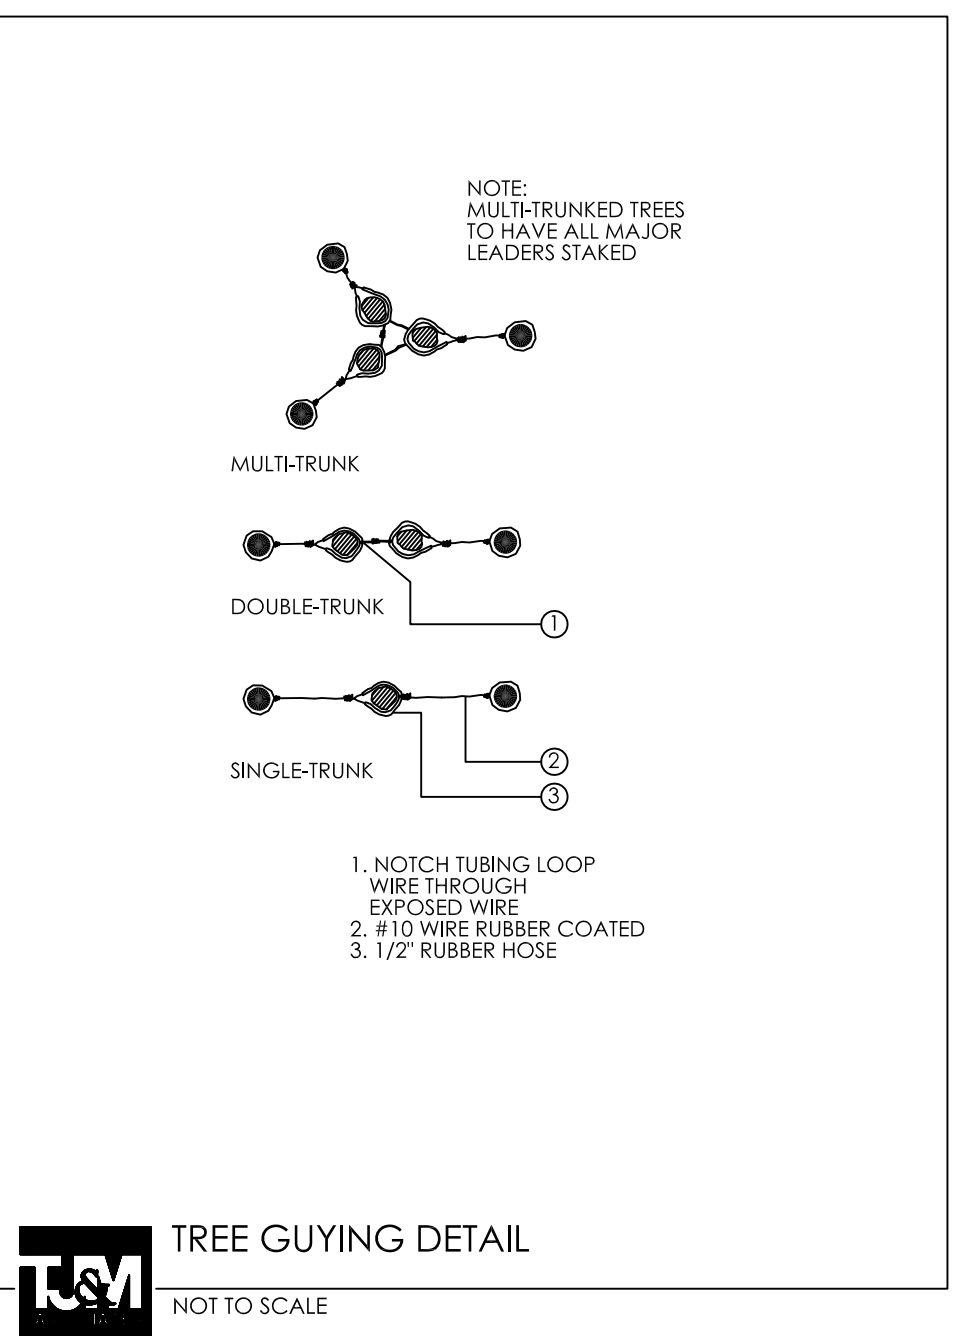 NOTE:
MULTI-TRUNKED TREES
TO HAVE ALL MAJOR
LEADERS STAKED
MULTI-TRUNK
DOUBLE-TRUNK
1
SINGLE-TRUNK
2
3
1. NOTCH TUBING LOOP
WIRE THROUGH
EXPOSED WIRE
2. #10 WIRE RUBBER COATED
3. 1/2" RUBBER HOSE
TREE GUYING DETAIL
TJ&M
NOT TO SCALE